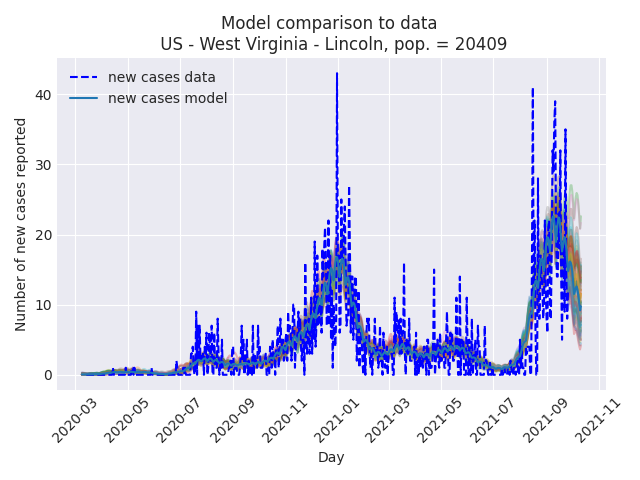 Model comparison to data
US - West Virginia - Lincoln, pop. = 20409
new cases data
new cases model
Number of new cases reported
40
30
20
10
0
2020-03
2020-05
2020-07
2020-09
2020-11
2021-01
2021-03
2021-05
2021-07
2021-09
2021-11
Day